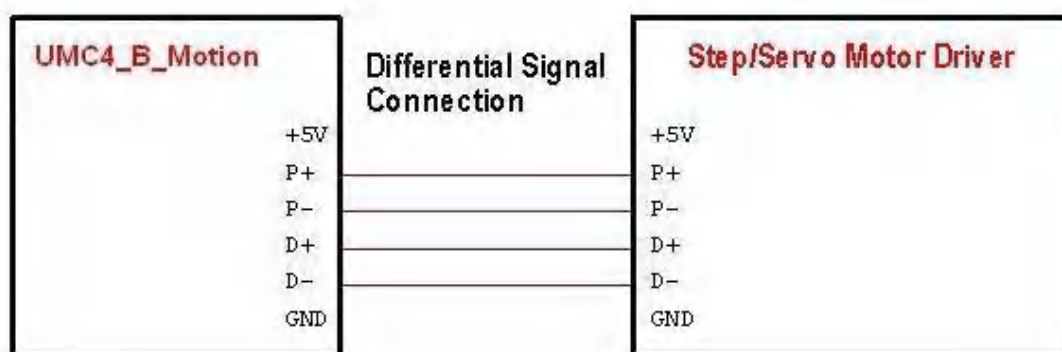 UMC4_B_Motion
Differential Signal
Connection
Step/Servo Motor Driver
+5V
P+
P-
D+
D-
GND
+5V
P+
P-
D+
D-
GND